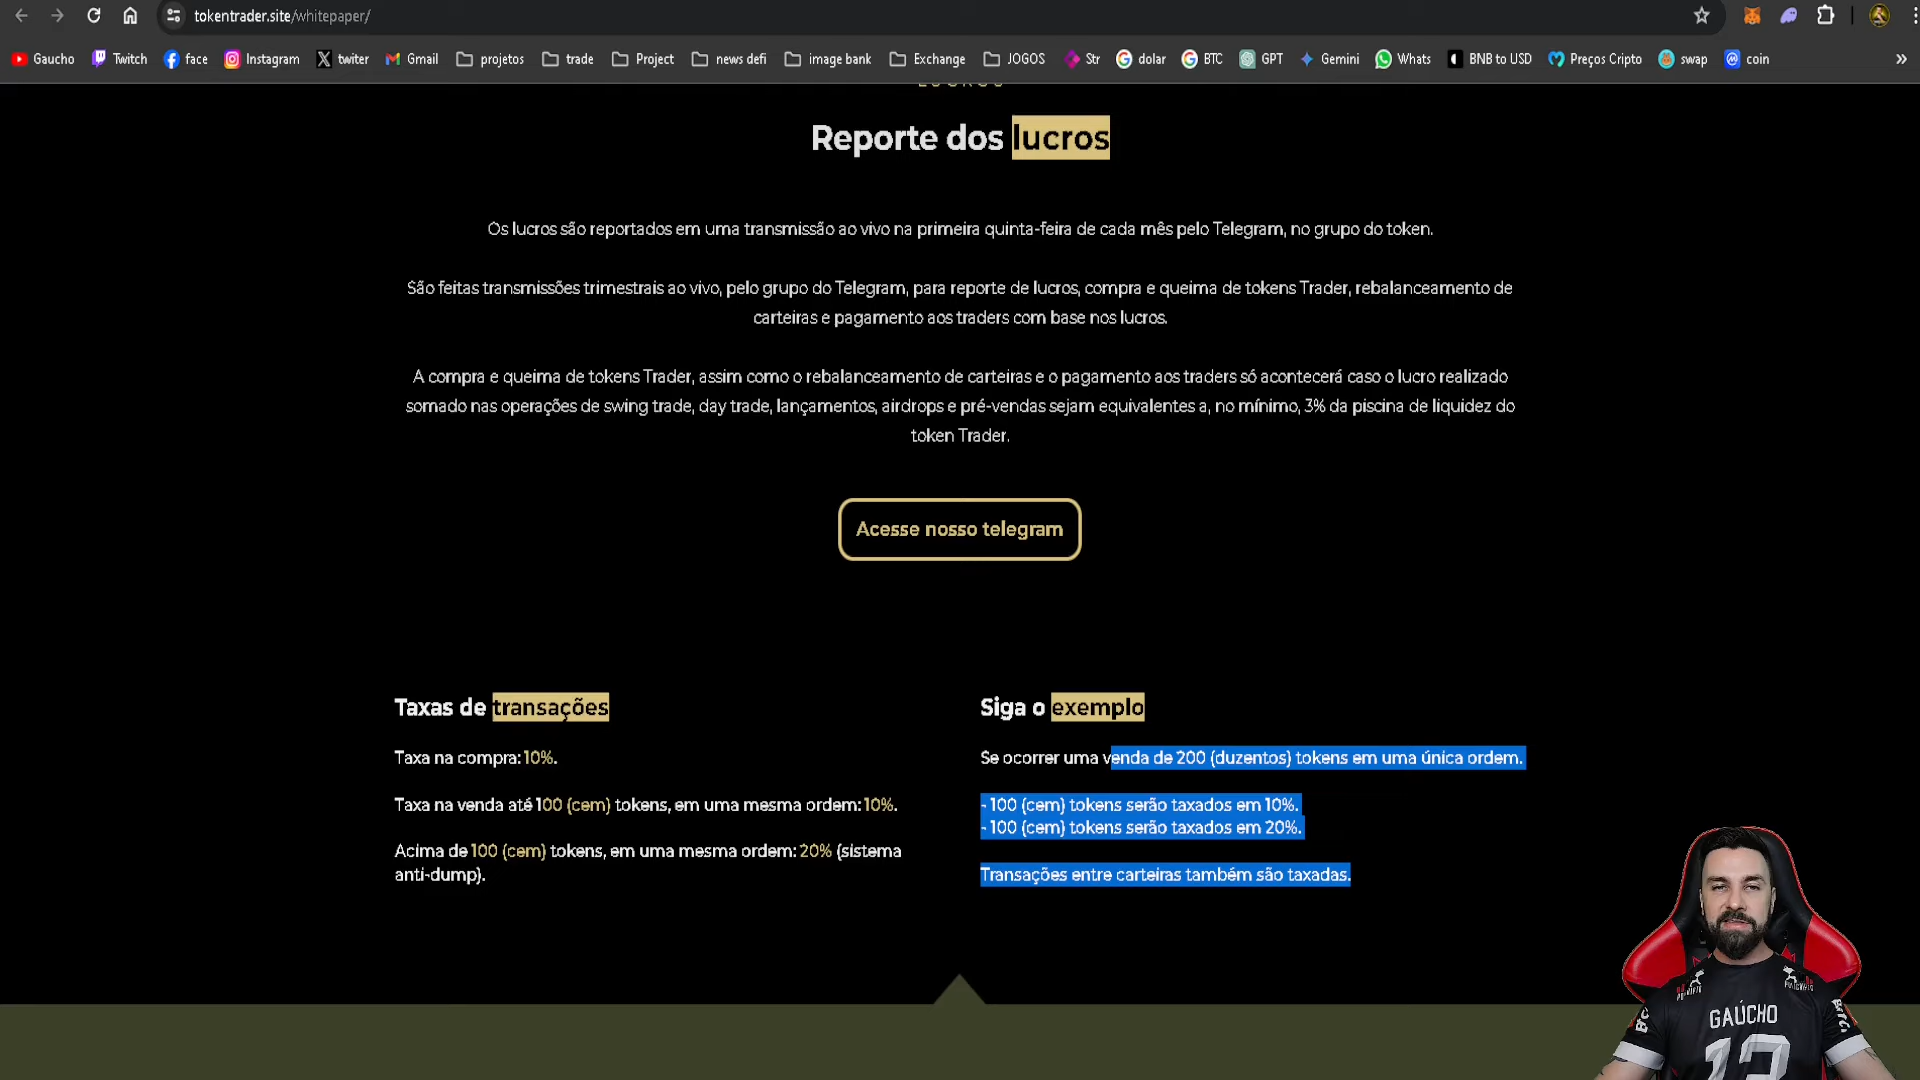 tokentrader.site/whitepaper/
Gaucho Twitch face Instagram twiter Gmail projetos trade Project news defi image bank Exchange JOGOS Str dolar BTC GPT Gemini Whats BNB to USD Preços Cripto swap coin »
LUCROS
Reporte dos lucros
Os lucros são reportados em uma transmissão ao vivo na primeira quinta-feira de cada mês pelo Telegram, no grupo do token.
São feitas transmissões trimestrais ao vivo, pelo grupo do Telegram, para reporte de lucros, compra e queima de tokens Trader, rebalanceamento de
carteiras e pagamento aos traders com base nos lucros.
A compra e queima de tokens Trader, assim como o rebalanceamento de carteiras e o pagamento aos traders só acontecerá caso o lucro realizado
somado nas operações de swing trade, day trade, lançamentos, airdrops e pré-vendas sejam equivalentes a, no mínimo, 3% da piscina de liquidez do
token Trader.
Acesse nosso telegram
Taxas de transações
Taxa na compra: 10%.
Taxa na venda até 100 (cem) tokens, em uma mesma ordem: 10%.
Acima de 100 (cem) tokens, em uma mesma ordem: 20% (sistema
anti-dump).
Siga o exemplo
Se ocorrer uma venda de 200 (duzentos) tokens em uma única ordem.
- 100 (cem) tokens serão taxados em 10%.
- 100 (cem) tokens serão taxados em 20%.
Transações entre carteiras também são taxadas.
GAÚCHO